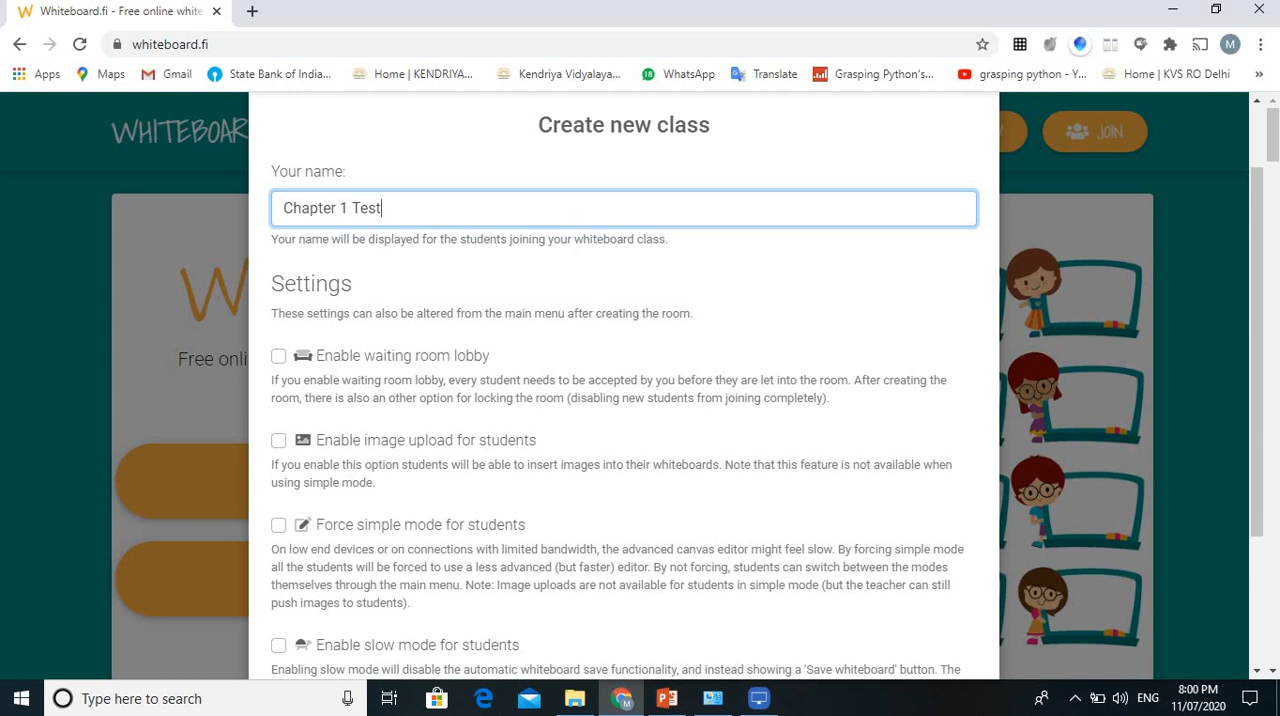 Whiteboard.fi - Free online white
whiteboard.fi
M
Apps
Maps
Gmail
State Bank of India...
Home | KENDRIYA...
Kendriya Vidyalaya...
18
WhatsApp
Translate
Grasping Python's...
grasping python - Y...
Home | KVS RO Delhi
»
WHITEBOAR
JOIN
Free onli
Create new class
Your name:
Chapter 1 Test
Your name will be displayed for the students joining your whiteboard class.
Settings
These settings can also be altered from the main menu after creating the room.
Enable waiting room lobby
If you enable waiting room lobby, every student needs to be accepted by you before they are let into the room. After creating the
room, there is also an other option for locking the room (disabling new students from joining completely).
Enable image upload for students
If you enable this option students will be able to insert images into their whiteboards. Note that this feature is not available when
using simple mode.
Force simple mode for students
On low end devices or on connections with limited bandwidth, the advanced canvas editor might feel slow. By forcing simple mode
all the students will be forced to use a less advanced (but faster) editor. By not forcing, students can switch between the modes
themselves through the main menu. Note: Image uploads are not available for students in simple mode (but the teacher can still
push images to students).
Enable slow mode for students
Enabling slow mode will disable the automatic whiteboard save functionality, and instead showing a 'Save whiteboard' button. The
Type here to search
ENG
8:00 PM
11/07/2020